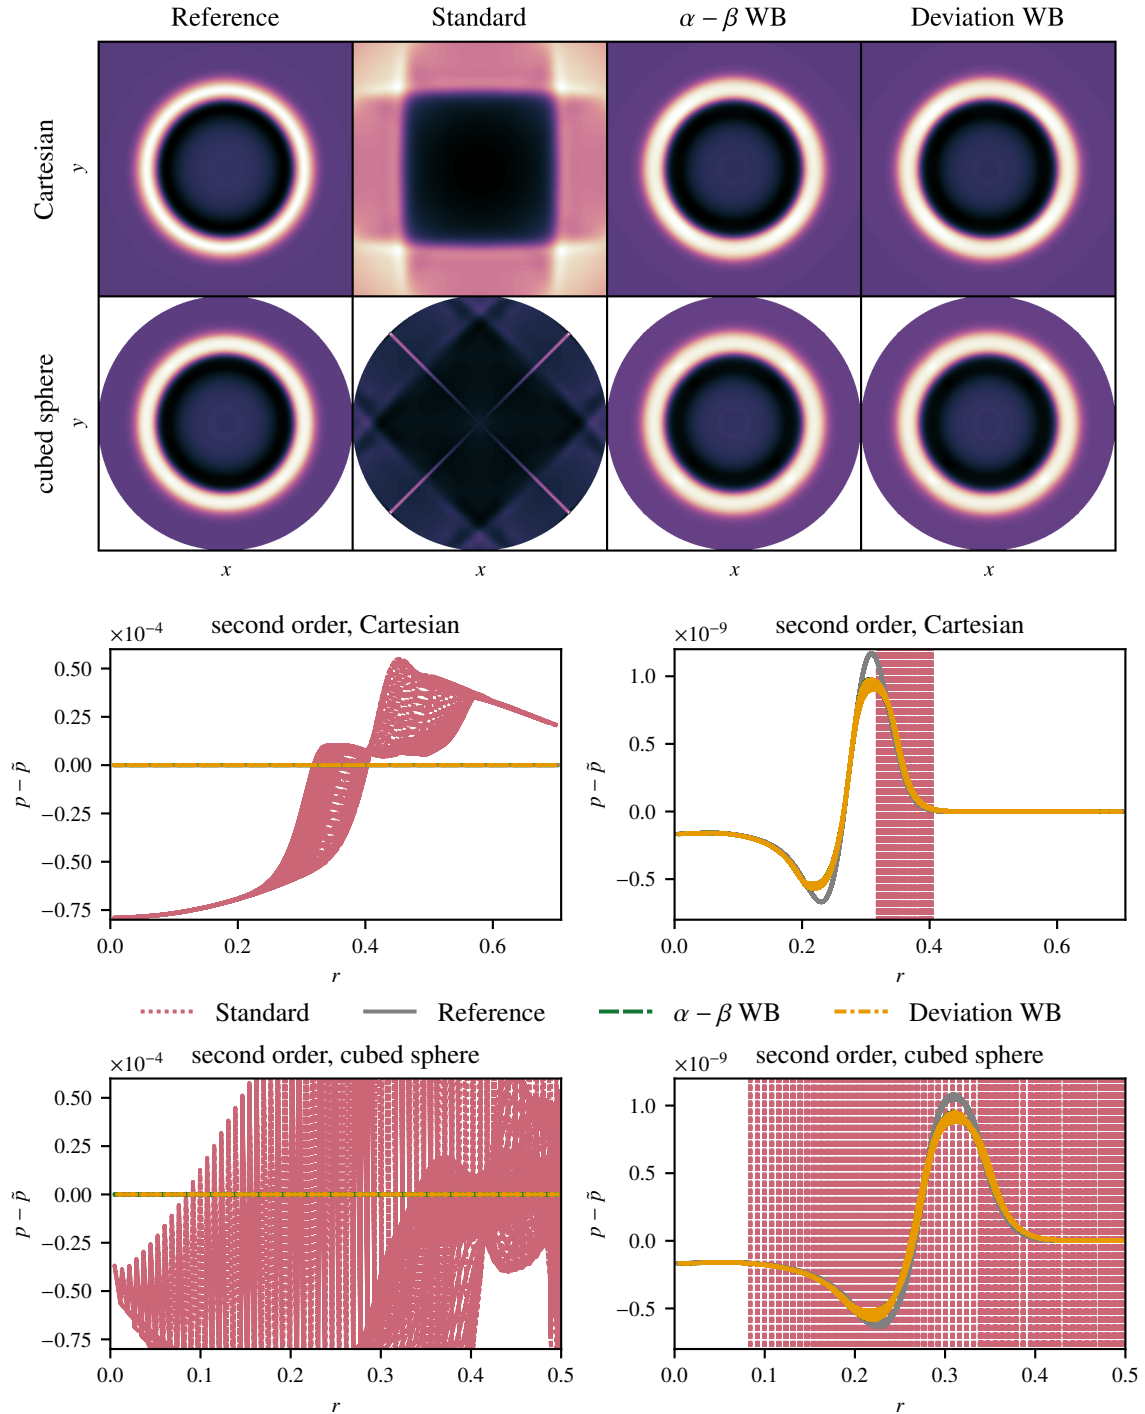 Reference Standard α − β WB Deviation WB
Cartesian
y
cubed sphere
y
x x x x
×10⁻⁴ second order, Cartesian
0.50
0.25
0.00
−0.25
−0.50
−0.75
p − p̃
0.0 0.2 0.4 0.6
r
×10⁻⁹ second order, Cartesian
1.0
0.5
0.0
−0.5
p − p̃
0.0 0.2 0.4 0.6
r
Standard Reference α − β WB Deviation WB
×10⁻⁴ second order, cubed sphere
0.50
0.25
0.00
−0.25
−0.50
−0.75
p − p̃
0.0 0.1 0.2 0.3 0.4 0.5
r
×10⁻⁹ second order, cubed sphere
1.0
0.5
0.0
−0.5
p − p̃
0.0 0.1 0.2 0.3 0.4 0.5
r